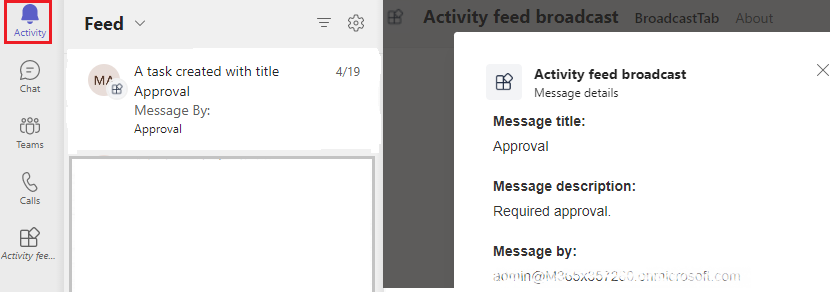 Activity
Chat
Teams
Calls
Activity fee...
Feed
A task created with title
Approval
4/19
Message By:
Approval
MA
Activity feed broadcast BroadcastTab About
Activity feed broadcast
Message details
Message title:
Approval
Message description:
Required approval.
Message by: